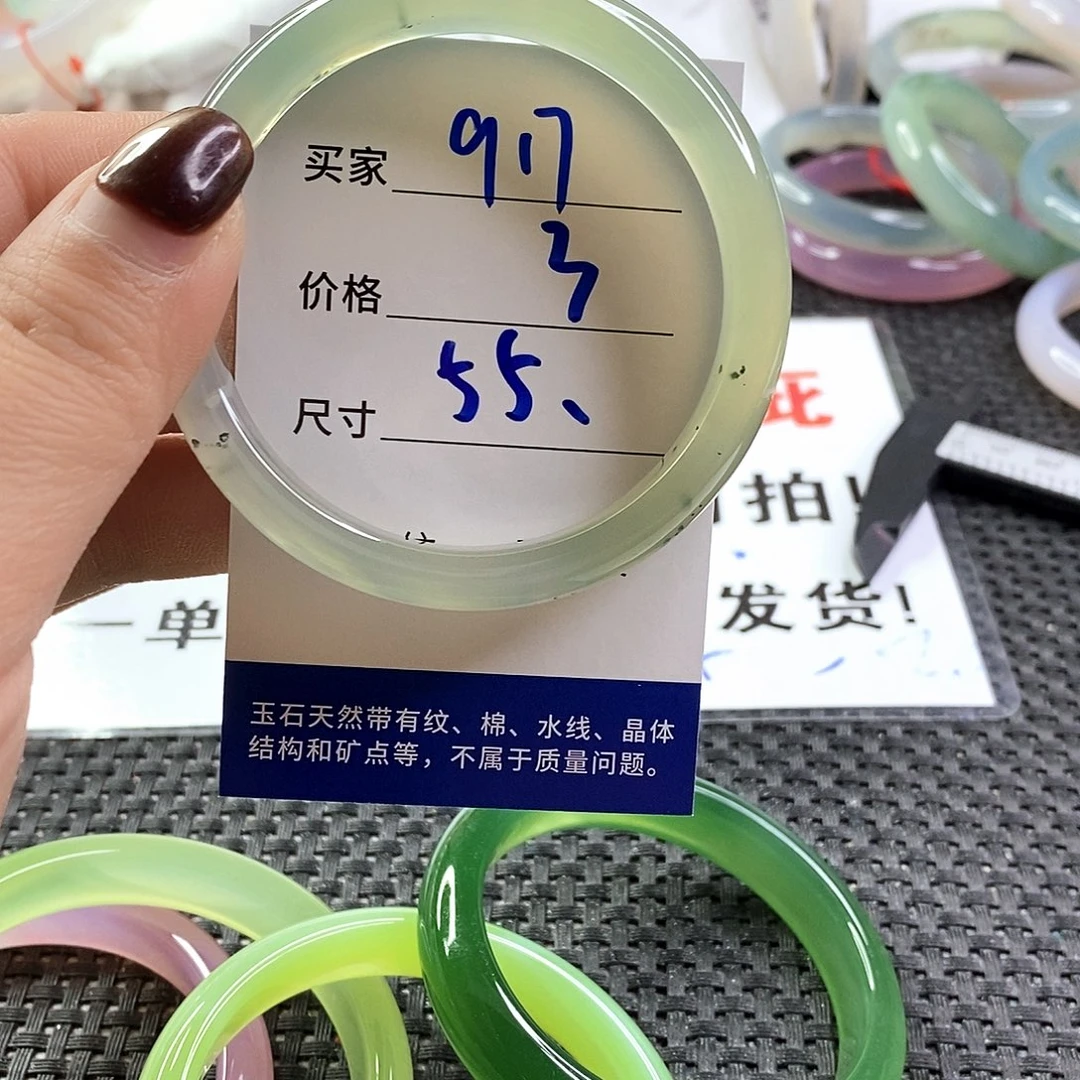 买家 917
价格 3
尺寸 55、
玉石天然带有纹、棉、水线、晶体
结构和矿点等，不属于质量问题。
死
拍！
一单
发货！